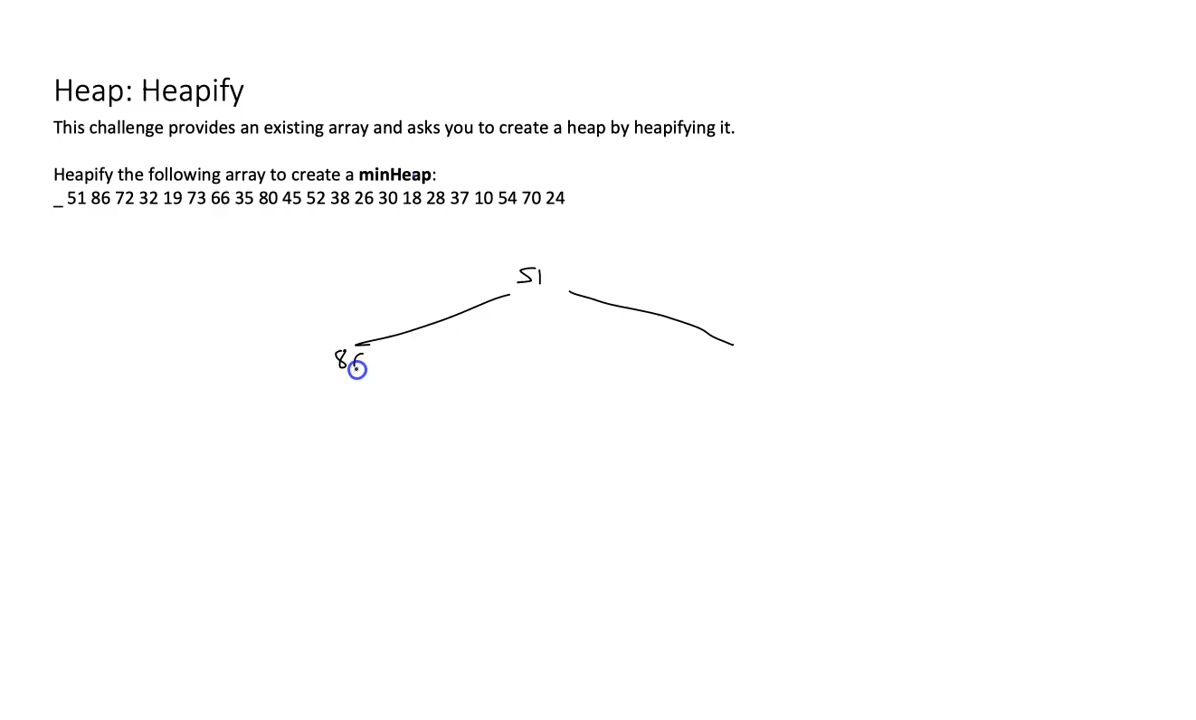 Heap: Heapify
This challenge provides an existing array and asks you to create a heap by heapifying it.
Heapify the following array to create a minHeap:
_ 51 86 72 32 19 73 66 35 80 45 52 38 26 30 18 28 37 10 54 70 24
51
86